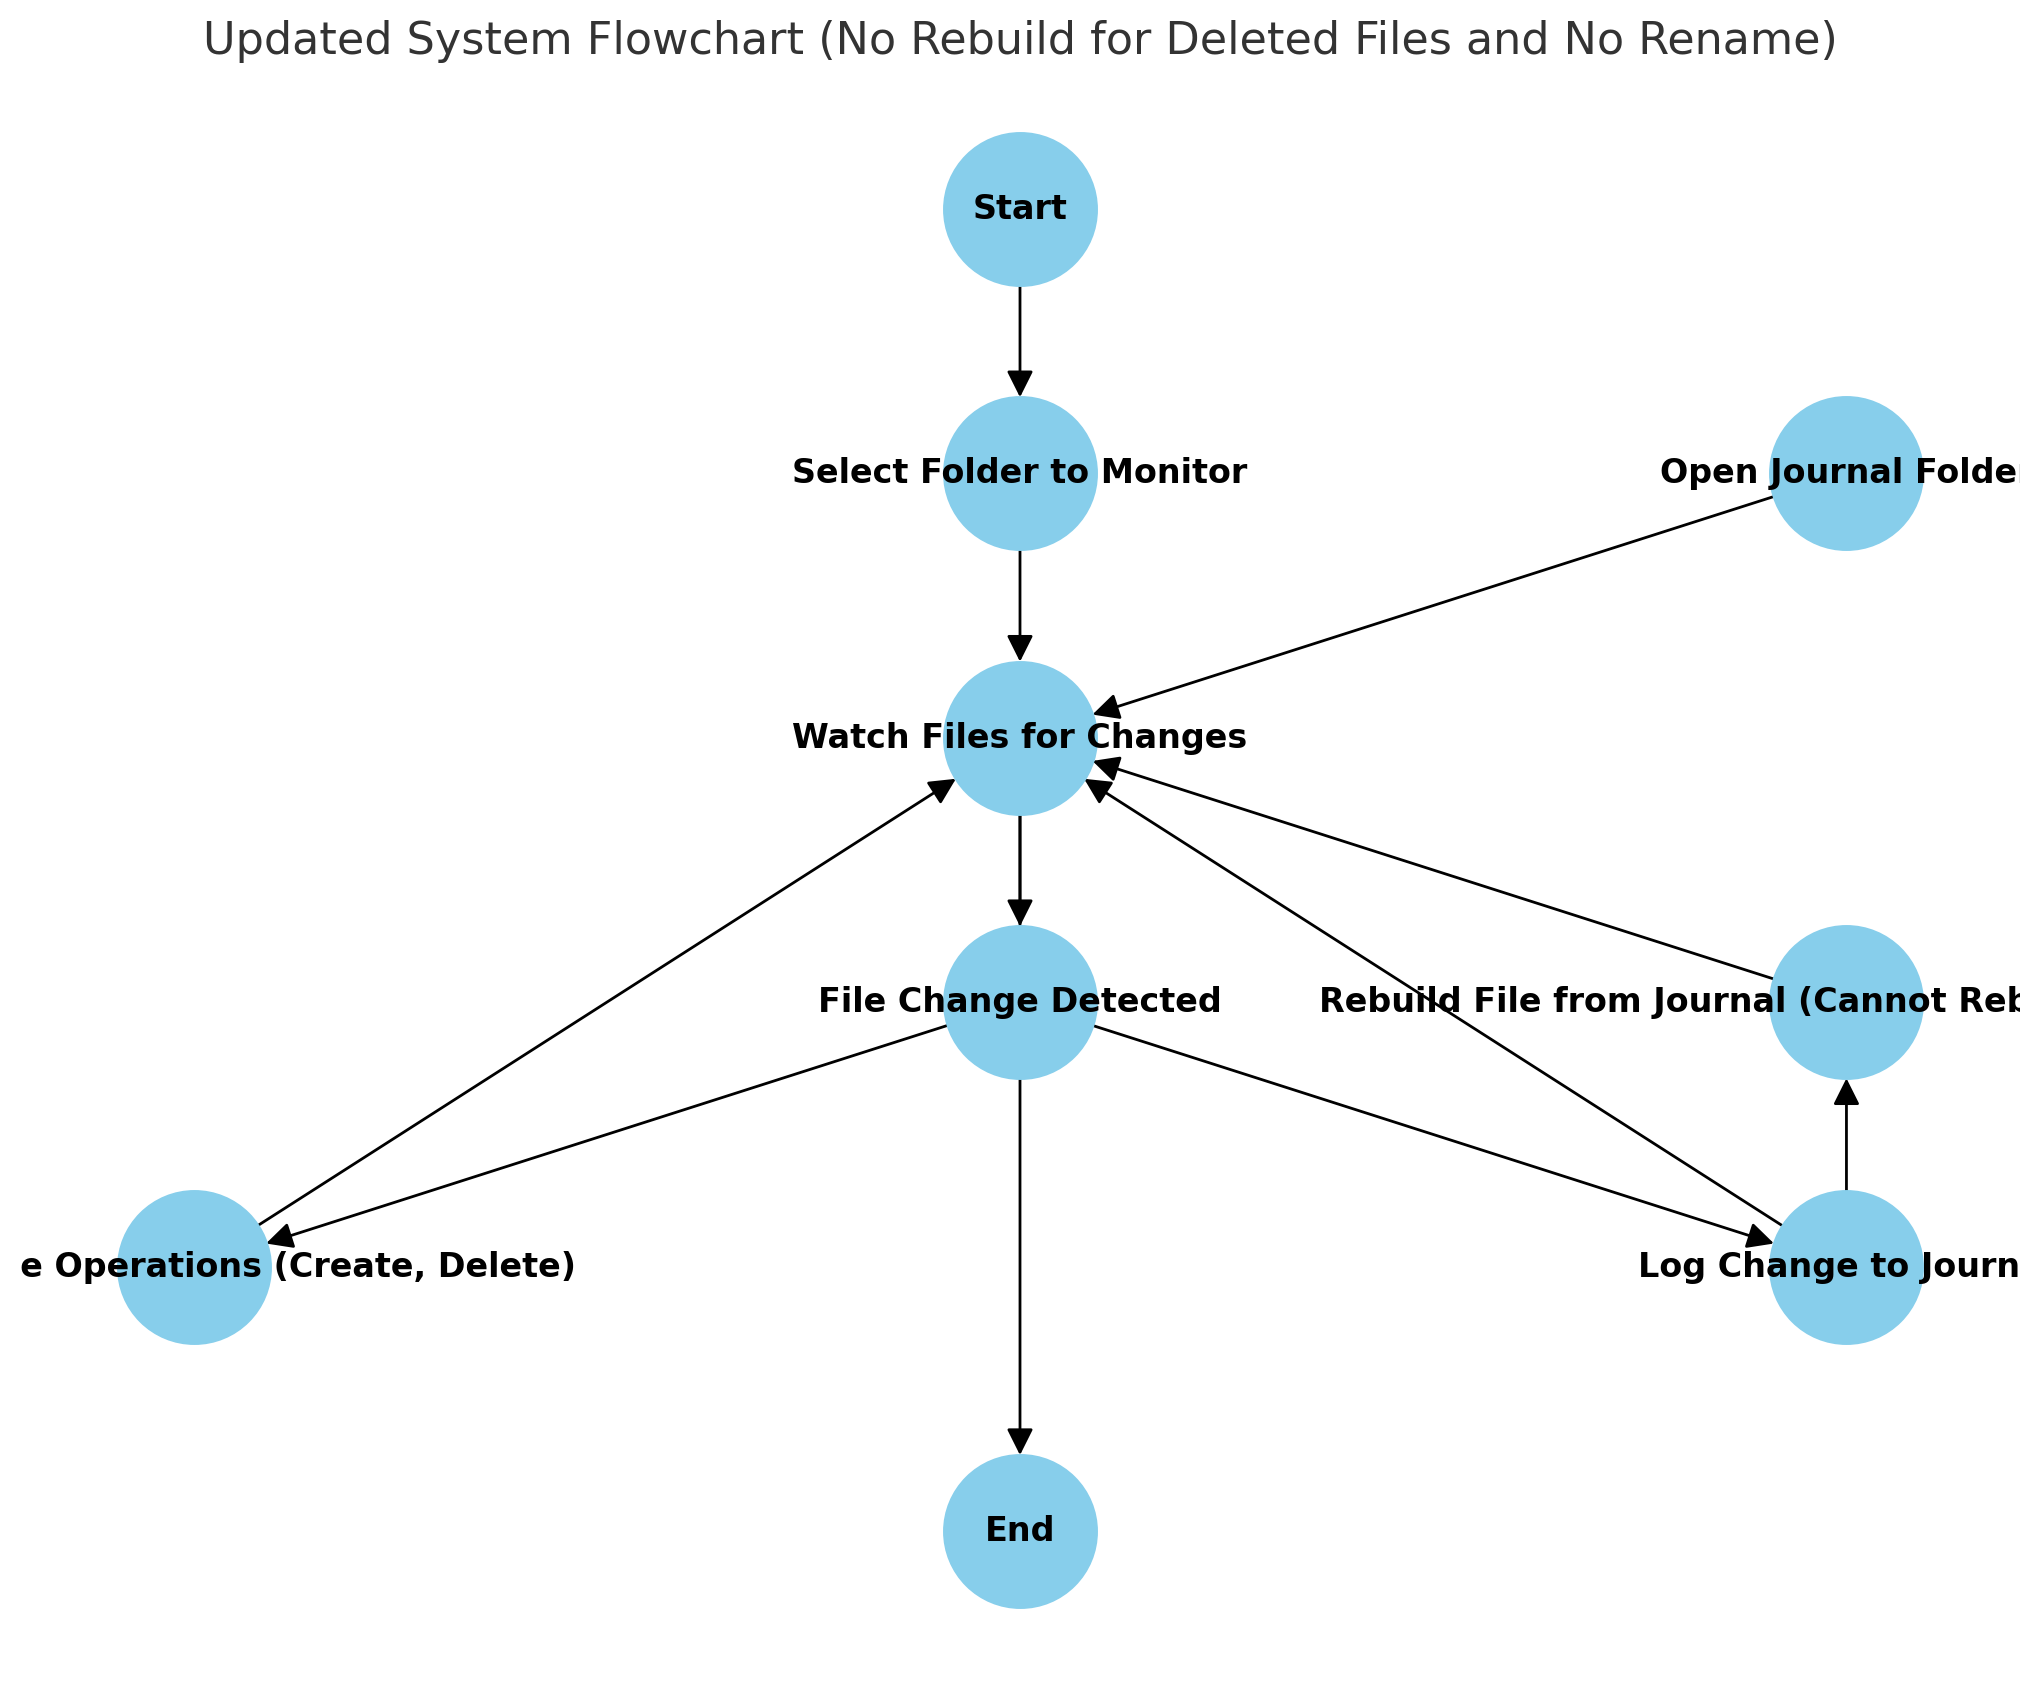 Updated System Flowchart (No Rebuild for Deleted Files and No Rename)
Start
Select Folder to Monitor
Open Journal Folder
Watch Files for Changes
File Change Detected
Rebuild File from Journal (Cannot Reb
e Operations (Create, Delete)
Log Change to Journ
End